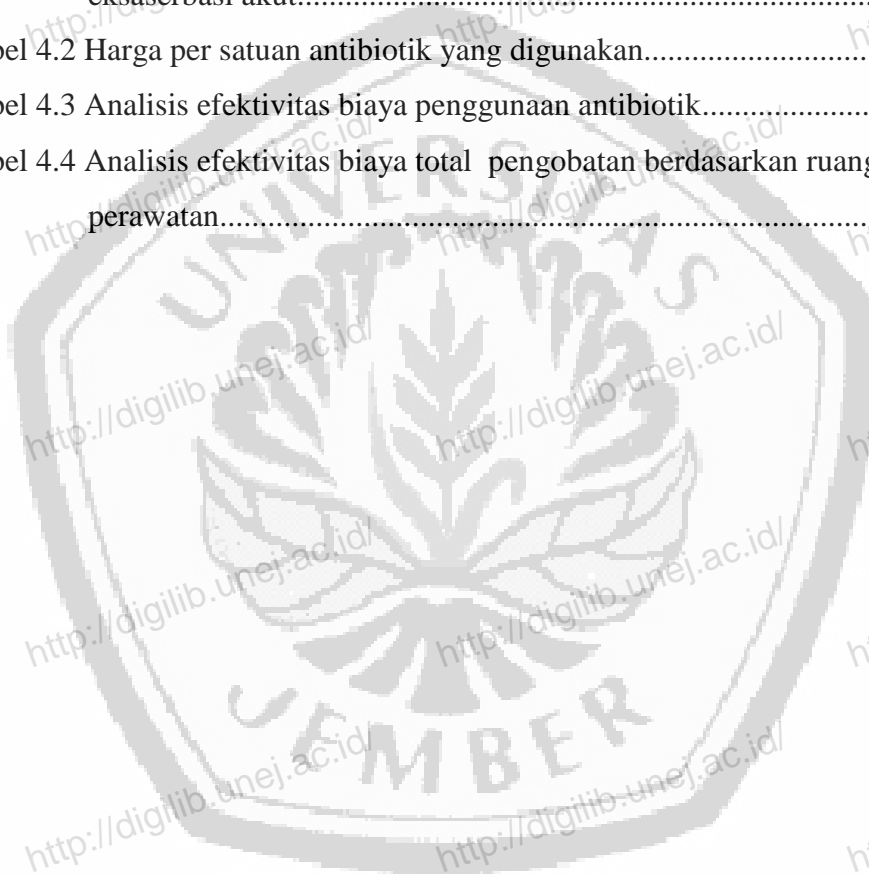 eksaserbasi akut............................................................
bel 4.2 Harga per satuan antibiotik yang digunakan............................
bel 4.3 Analisis efektivitas biaya penggunaan antibiotik.....................
bel 4.4 Analisis efektivitas biaya total  pengobatan berdasarkan ruang
perawatan.....................................................................
UNIVERSITAS
JEMBER
http://digilib.unej.ac.id/
http://digilib.unej.ac.id/
http://digilib.unej.ac.id/
http://digilib.unej.ac.id/
http://digilib.unej.ac.id/
http://digilib.unej.ac.id/
http://digilib.unej.ac.id/
http://digilib.unej.ac.id/